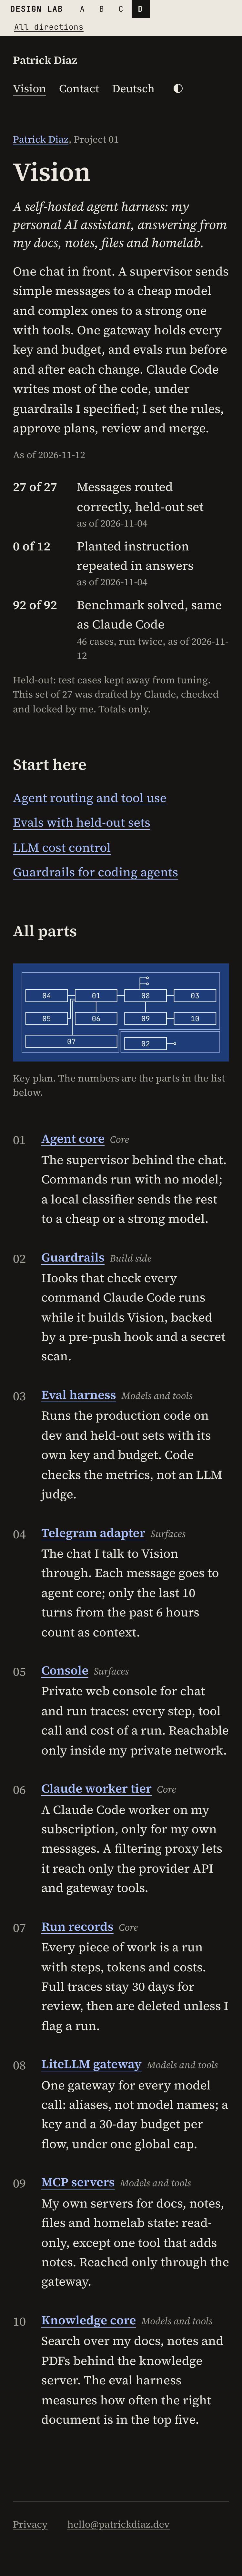 DESIGN LAB A B C D
All directions
Patrick Diaz
Vision Contact Deutsch
Patrick Diaz, Project 01
Vision
A self-hosted agent harness: my
personal AI assistant, answering from
my docs, notes, files and homelab.
One chat in front. A supervisor sends
simple messages to a cheap model
and complex ones to a strong one
with tools. One gateway holds every
key and budget, and evals run before
and after each change. Claude Code
writes most of the code, under
guardrails I specified; I set the rules,
approve plans, review and merge.
As of 2026-11-12
27 of 27 Messages routed
correctly, held-out set
as of 2026-11-04
0 of 12 Planted instruction
repeated in answers
as of 2026-11-04
92 of 92 Benchmark solved, same
as Claude Code
46 cases, run twice, as of 2026-11-
12
Held-out: test cases kept away from tuning.
This set of 27 was drafted by Claude, checked
and locked by me. Totals only.
Start here
Agent routing and tool use
Evals with held-out sets
LLM cost control
Guardrails for coding agents
All parts
04 01 08 03
05 06 09 10
07 02
Key plan. The numbers are the parts in the list
below.
01 Agent core Core
The supervisor behind the chat.
Commands run with no model;
a local classifier sends the rest
to a cheap or a strong model.
02 Guardrails Build side
Hooks that check every
command Claude Code runs
while it builds Vision, backed
by a pre-push hook and a secret
scan.
03 Eval harness Models and tools
Runs the production code on
dev and held-out sets with its
own key and budget. Code
checks the metrics, not an LLM
judge.
04 Telegram adapter Surfaces
The chat I talk to Vision
through. Each message goes to
agent core; only the last 10
turns from the past 6 hours
count as context.
05 Console Surfaces
Private web console for chat
and run traces: every step, tool
call and cost of a run. Reachable
only inside my private network.
06 Claude worker tier Core
A Claude Code worker on my
subscription, only for my own
messages. A filtering proxy lets
it reach only the provider API
and gateway tools.
07 Run records Core
Every piece of work is a run
with steps, tokens and costs.
Full traces stay 30 days for
review, then are deleted unless I
flag a run.
08 LiteLLM gateway Models and tools
One gateway for every model
call: aliases, not model names; a
key and a 30-day budget per
flow, under one global cap.
09 MCP servers Models and tools
My own servers for docs, notes,
files and homelab state: read-
only, except one tool that adds
notes. Reached only through the
gateway.
10 Knowledge core Models and tools
Search over my docs, notes and
PDFs behind the knowledge
server. The eval harness
measures how often the right
document is in the top five.
Privacy hello@patrickdiaz.dev